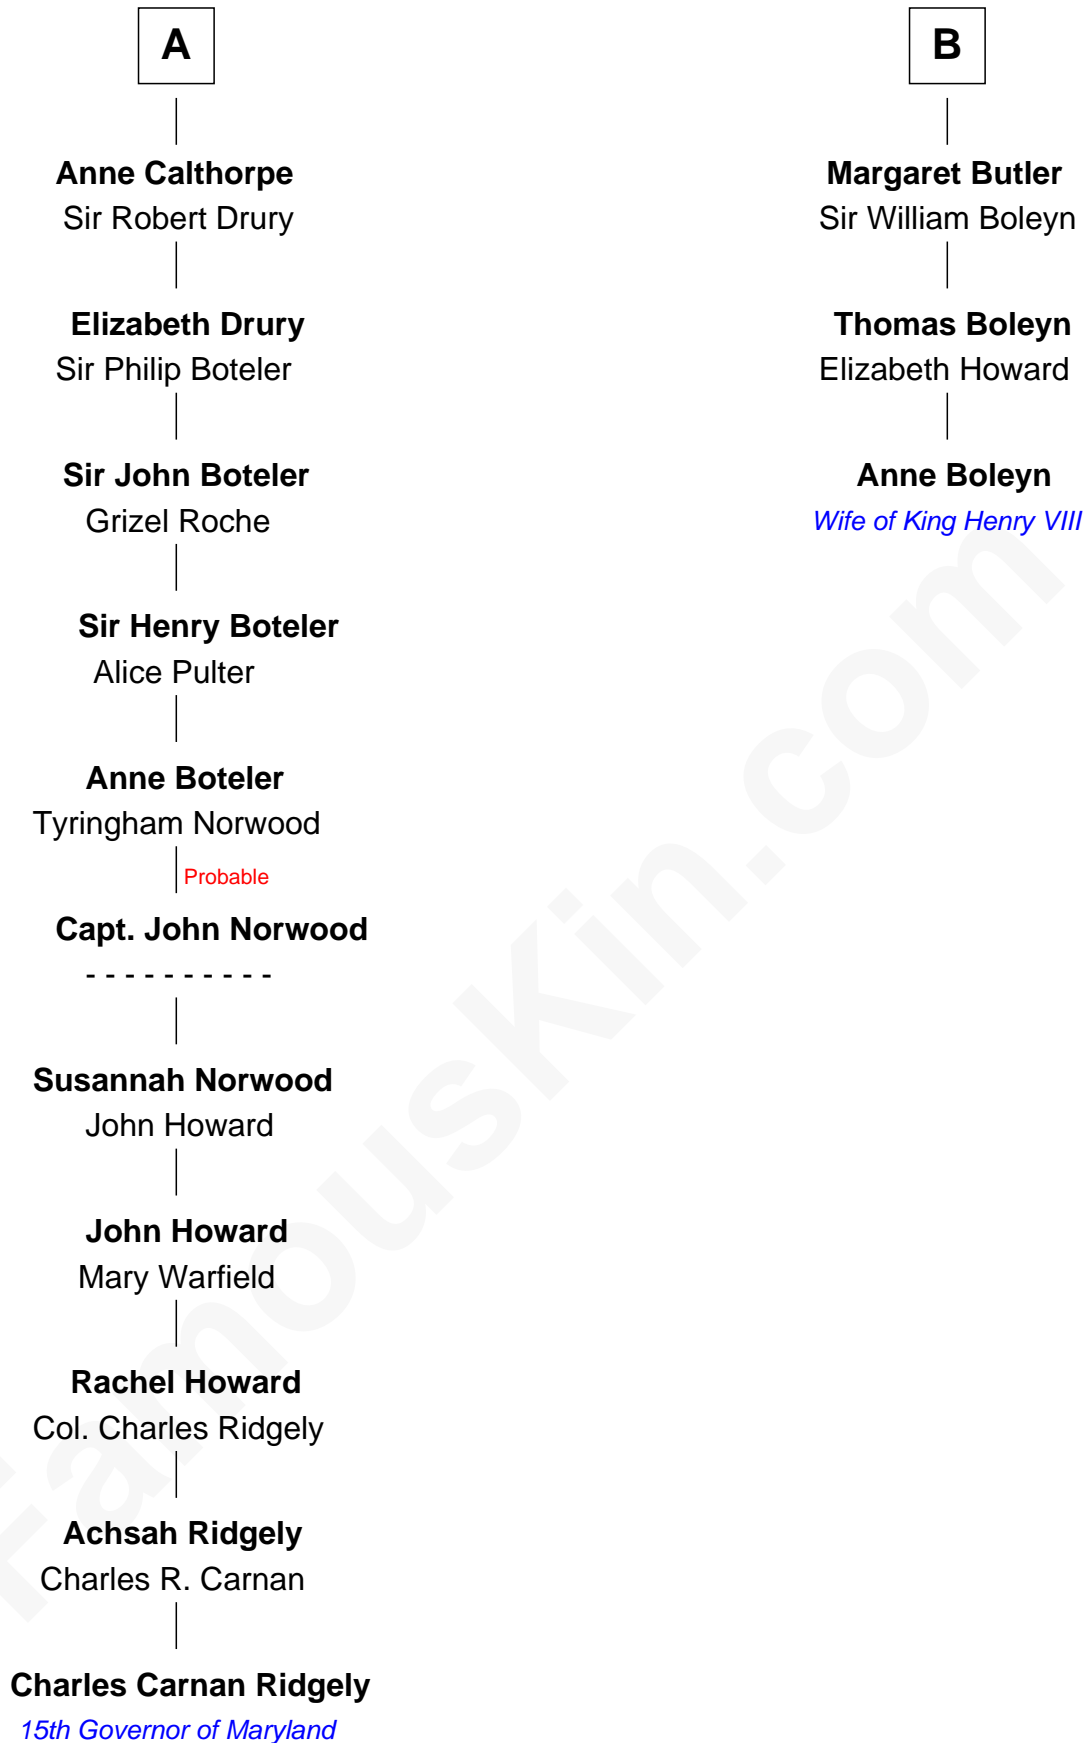 A
Anne Calthorpe
Sir Robert Drury
Elizabeth Drury
Sir Philip Boteler
Sir John Boteler
Grizel Roche
Sir Henry Boteler
Alice Pulter
Anne Boteler
Tyringham Norwood
Probable
Capt. John Norwood
- - - - - - - - - -
Susannah Norwood
John Howard
John Howard
Mary Warfield
Rachel Howard
Col. Charles Ridgely
Achsah Ridgely
Charles R. Carnan
Charles Carnan Ridgely
15th Governor of Maryland
B
Margaret Butler
Sir William Boleyn
Thomas Boleyn
Elizabeth Howard
Anne Boleyn
Wife of King Henry VIII
FamousKin.com